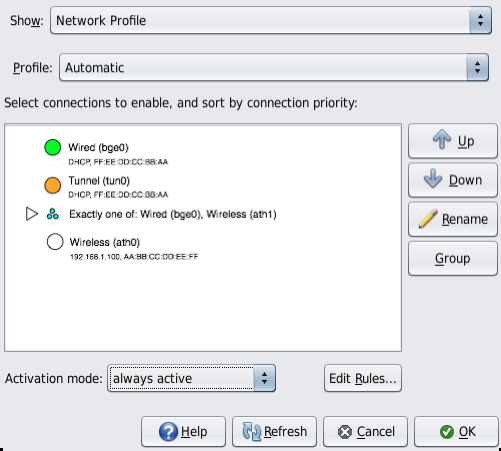 Show: Network Profile
Profile: Automatic
Select connections to enable, and sort by connection priority:
Wired (bge0)
DHCP, FF:EE:DD:CC:BB:AA
Tunnel (tun0)
DHCP, FF:EE:DD:CC:BB:AA
Exactly one of: Wired (bge0), Wireless (ath1)
Wireless (ath0)
192.168.1.100, AA:BB:CC:DD:EE:FF
Up
Down
Rename
Group
Activation mode: always active
Edit Rules...
Help
Refresh
Cancel
OK